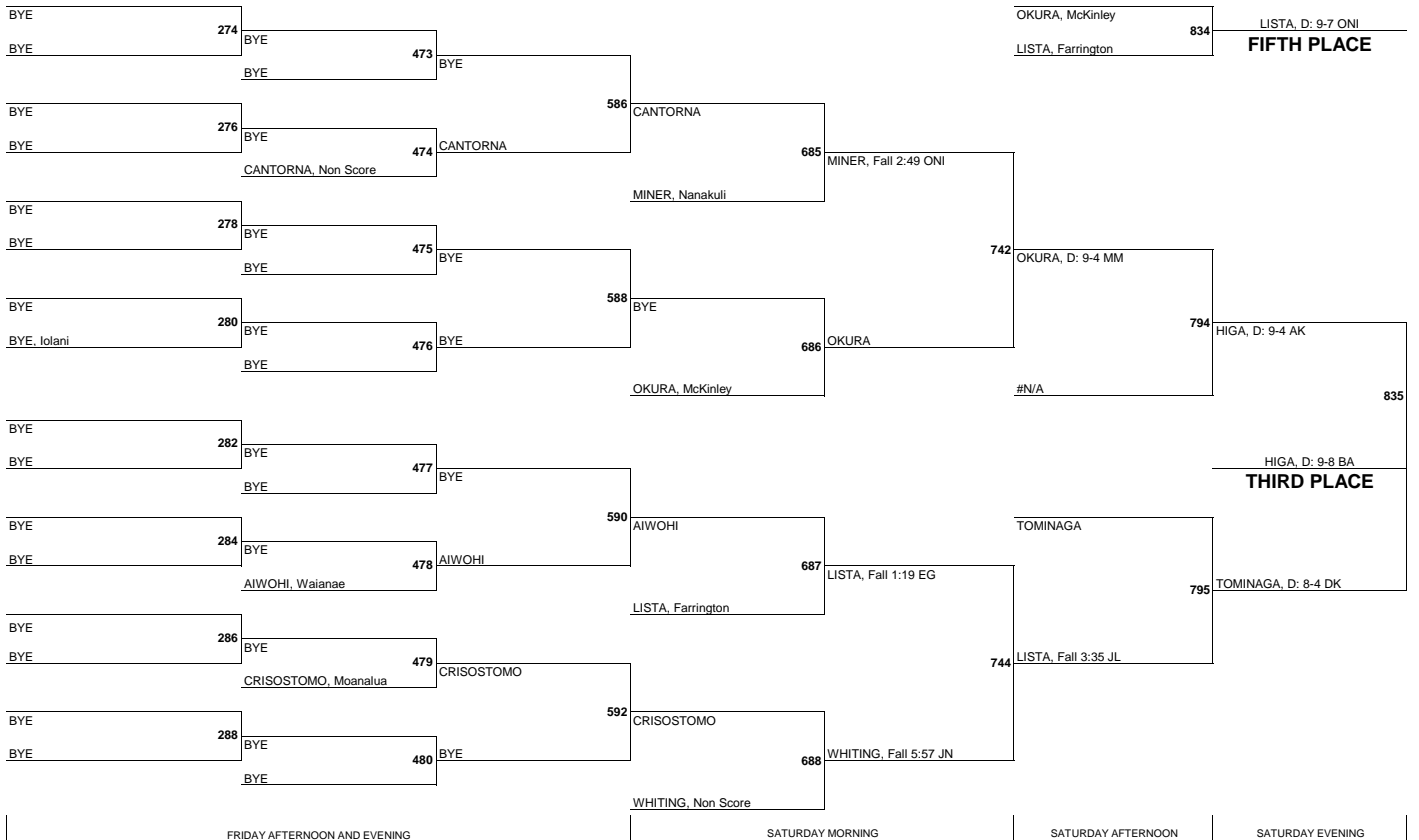 BYE
274
BYE
BYE
473
BYE
BYE
586
BYE
276
BYE
BYE
474
CANTORNA
CANTORNA, Non Score
CANTORNA
685
MINER, Nanakuli
MINER, Fall 2:49 ONI
BYE
278
BYE
BYE
475
BYE
BYE
588
BYE
280
BYE
BYE, Iolani
476
BYE
BYE
BYE
686
OKURA
OKURA, McKinley
742
OKURA, D: 9-4 MM
794
#N/A
HIGA, D: 9-4 AK
835
BYE
282
BYE
BYE
477
BYE
BYE
590
BYE
284
BYE
BYE
478
AIWOHI
AIWOHI, Waianae
AIWOHI
687
LISTA, Farrington
LISTA, Fall 1:19 EG
BYE
286
BYE
BYE
479
CRISOSTOMO
CRISOSTOMO, Moanalua
592
BYE
288
BYE
BYE
480
BYE
BYE
CRISOSTOMO
688
WHITING, Non Score
WHITING, Fall 5:57 JN
744
LISTA, Fall 3:35 JL
TOMINAGA
795
TOMINAGA, D: 8-4 DK
HIGA, D: 9-8 BA
THIRD PLACE
OKURA, McKinley
834
LISTA, Farrington
LISTA, D: 9-7 ONI
FIFTH PLACE
FRIDAY AFTERNOON AND EVENING
SATURDAY MORNING
SATURDAY AFTERNOON
SATURDAY EVENING